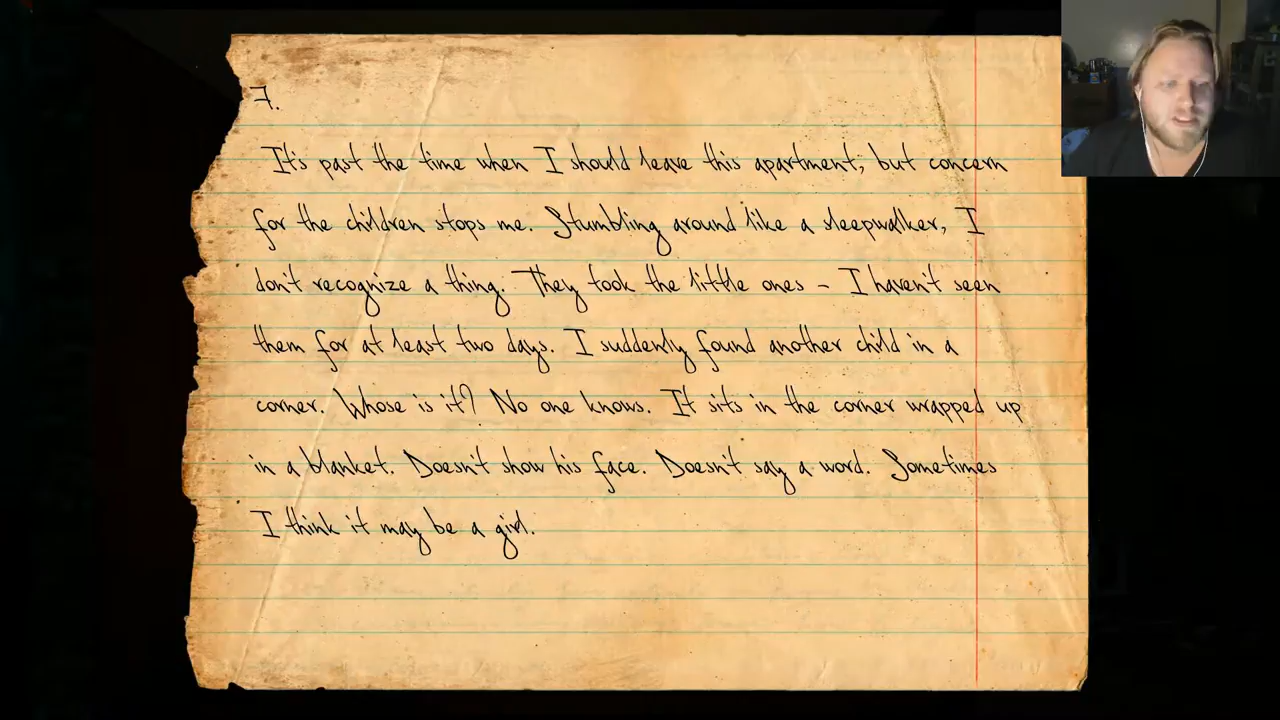 7.
It's past the time when I should leave this apartment, but concern
for the children stops me. Stumbling around like a sleepwalker, I
don't recognize a thing. They took the little ones - I haven't seen
them for at least two days. I suddenly found another child in a
corner. Whose is it? No one knows. It sits in the corner wrapped up
in a blanket. Doesn't show his face. Doesn't say a word. Sometimes
I think it may be a girl.